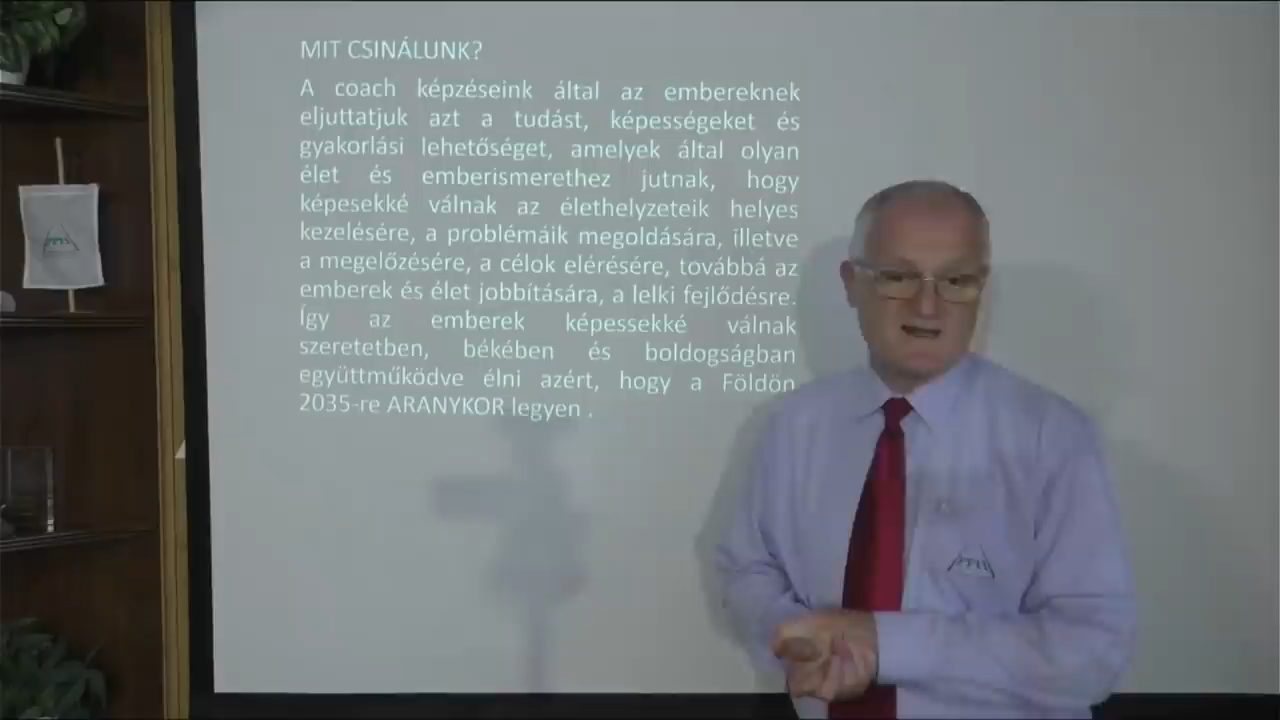 MIT CSINÁLUNK?
A coach képzéseink által az embereknek
eljuttatjuk azt a tudást, képességeket és
gyakorlási lehetőséget, amelyek által olyan
élet és emberismerethez jutnak, hogy
képesekké válnak az élethelyzeteik helyes
kezelésére, a problémáik megoldására, illetve
a megelőzésére, a célok elérésére, továbbá az
emberek és élet jobbítására, a lelki fejlődésre.
Így az emberek képessekké válnak
szeretetben, békében és boldogságban
együttműködve élni azért, hogy a Földön
2035-re ARANYKOR legyen .